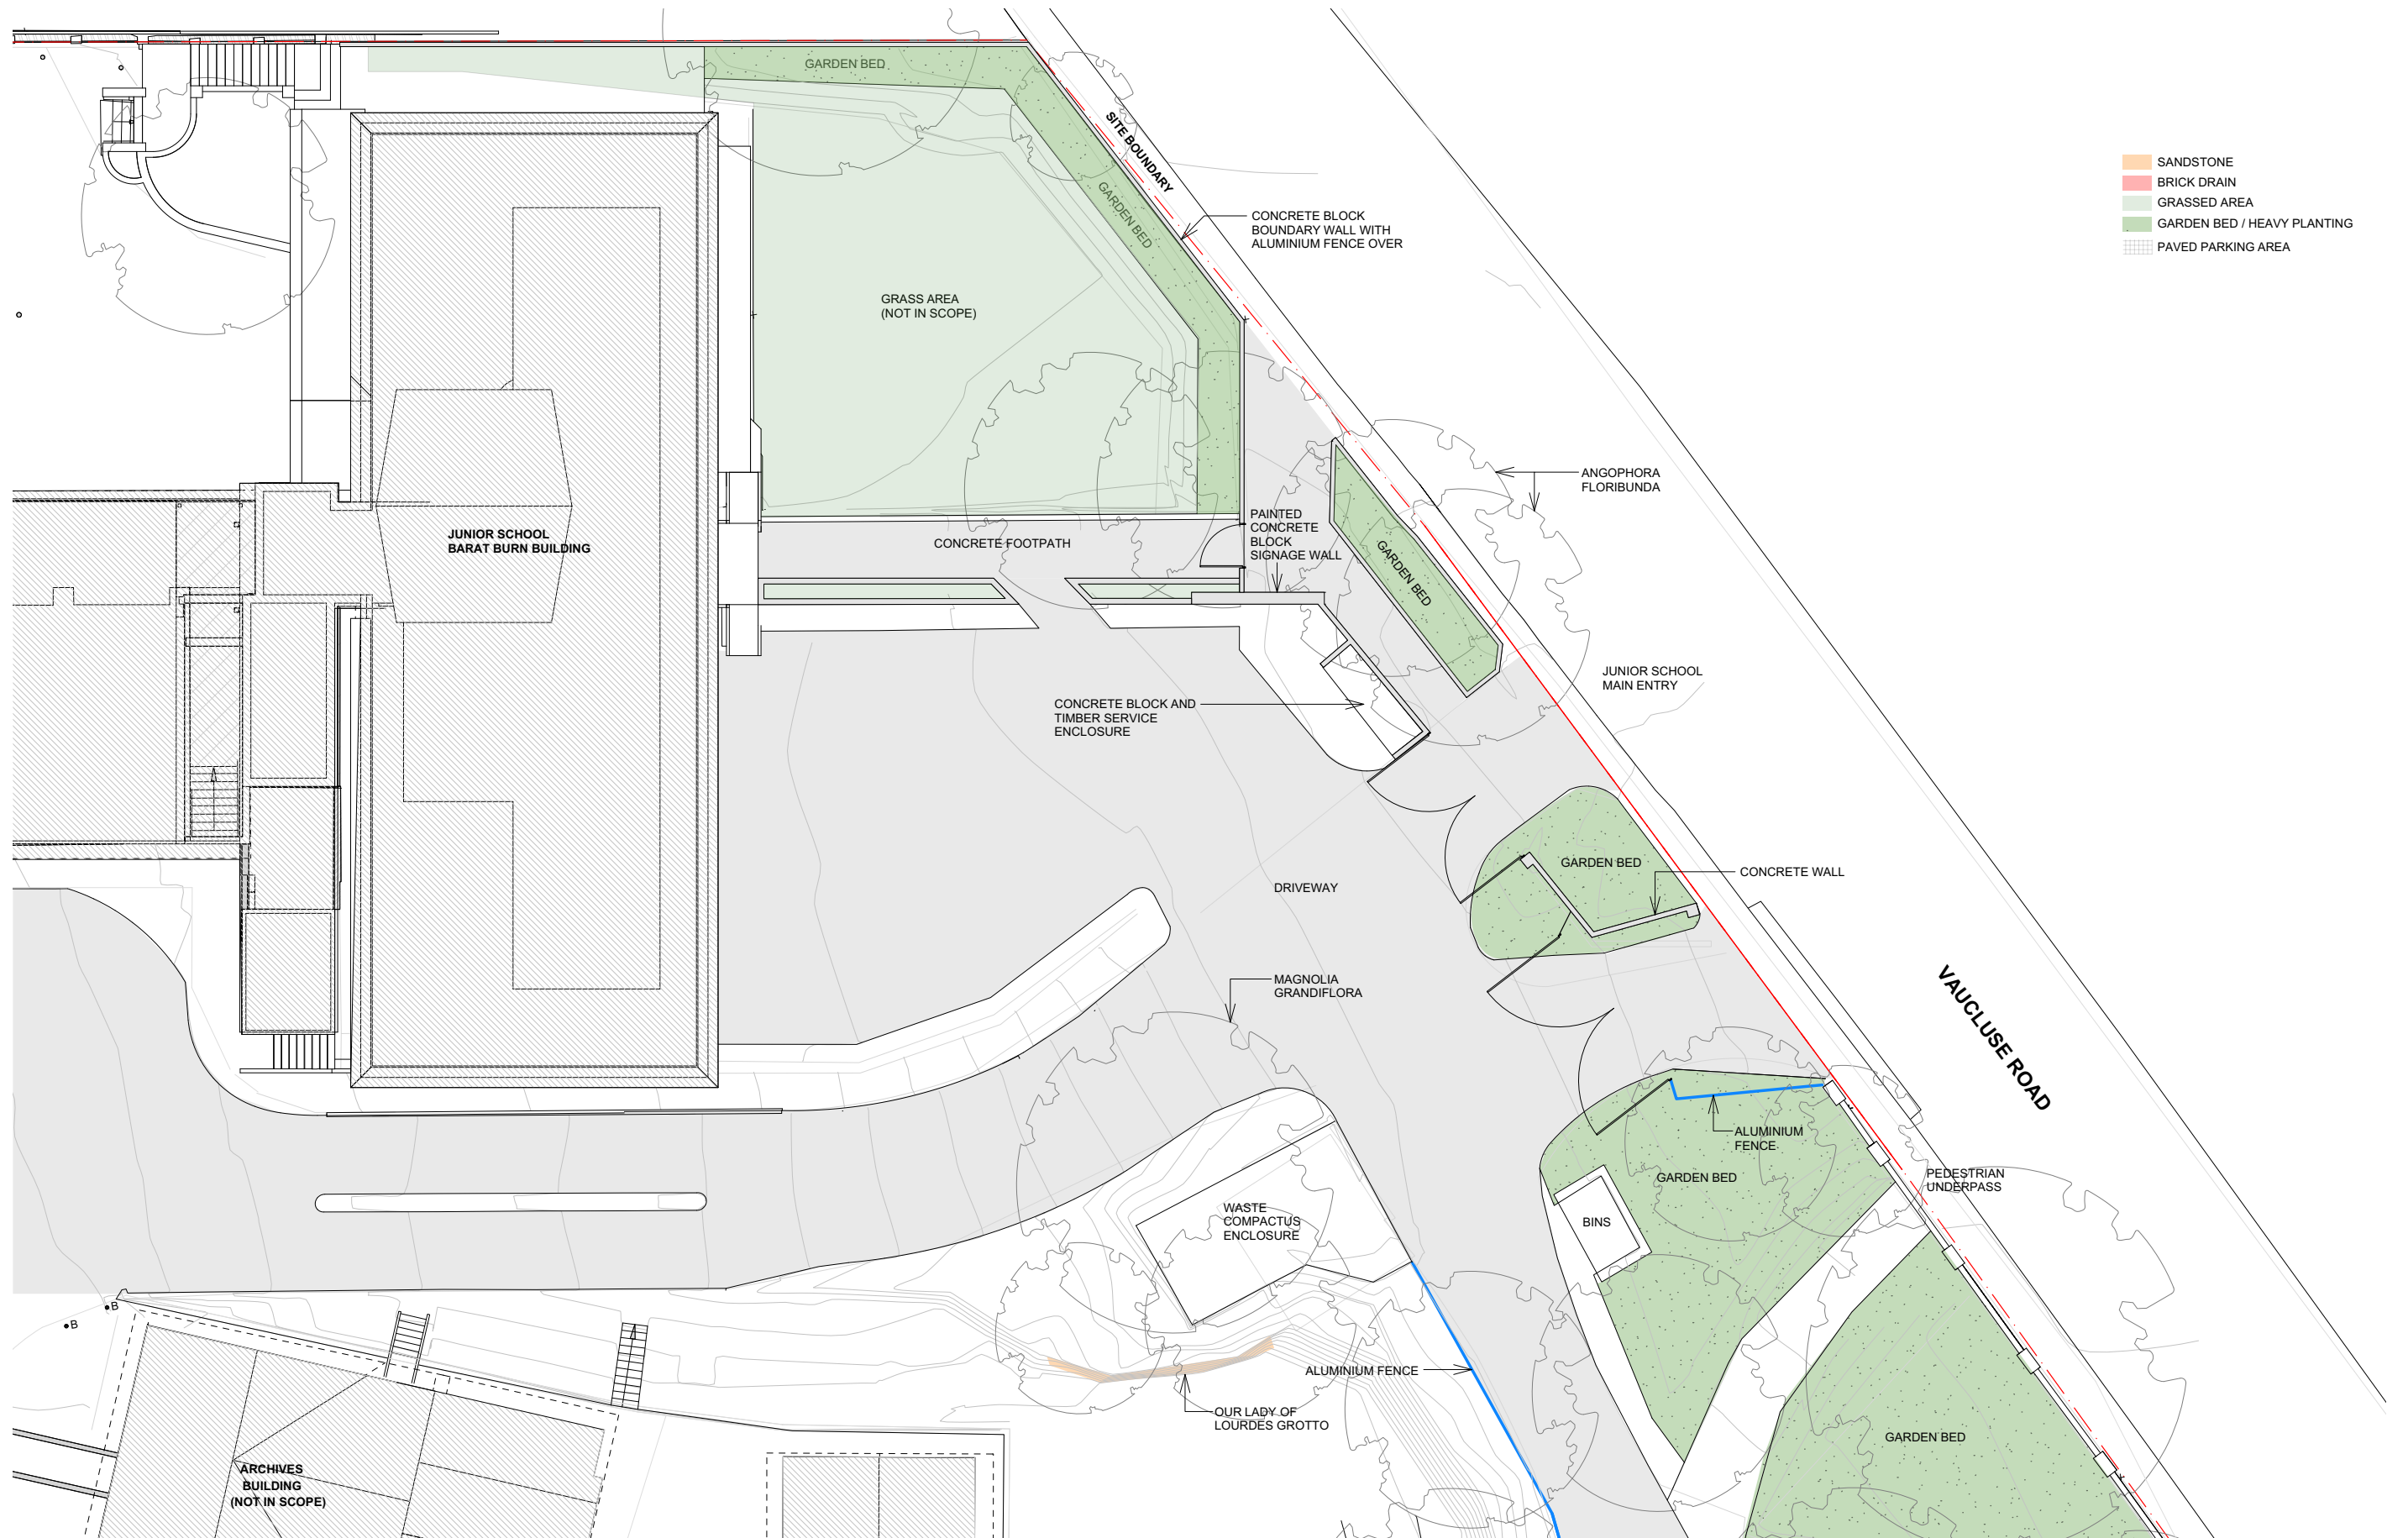 GARDEN BED
SITE BOUNDARY
GARDEN BED
CONCRETE BLOCK
BOUNDARY WALL WITH
ALUMINIUM FENCE OVER
SANDSTONE
BRICK DRAIN
GRASSED AREA
GARDEN BED / HEAVY PLANTING
PAVED PARKING AREA
GRASS AREA
(NOT IN SCOPE)
ANGOPHORA
FLORIBUNDA
JUNIOR SCHOOL
BARAT BURN BUILDING
CONCRETE FOOTPATH
PAINTED
CONCRETE
BLOCK
SIGNAGE WALL
GARDEN BED
JUNIOR SCHOOL
MAIN ENTRY
CONCRETE BLOCK AND
TIMBER SERVICE
ENCLOSURE
GARDEN BED
CONCRETE WALL
DRIVEWAY
MAGNOLIA
GRANDIFLORA
VAUCLUSE ROAD
ALUMINIUM
FENCE
GARDEN BED
PEDESTRIAN
UNDERPASS
WASTE
COMPACTUS
ENCLOSURE
BINS
B
B
ALUMINIUM FENCE
OUR LADY OF
LOURDES GROTTO
GARDEN BED
ARCHIVES
BUILDING
(NOT IN SCOPE)